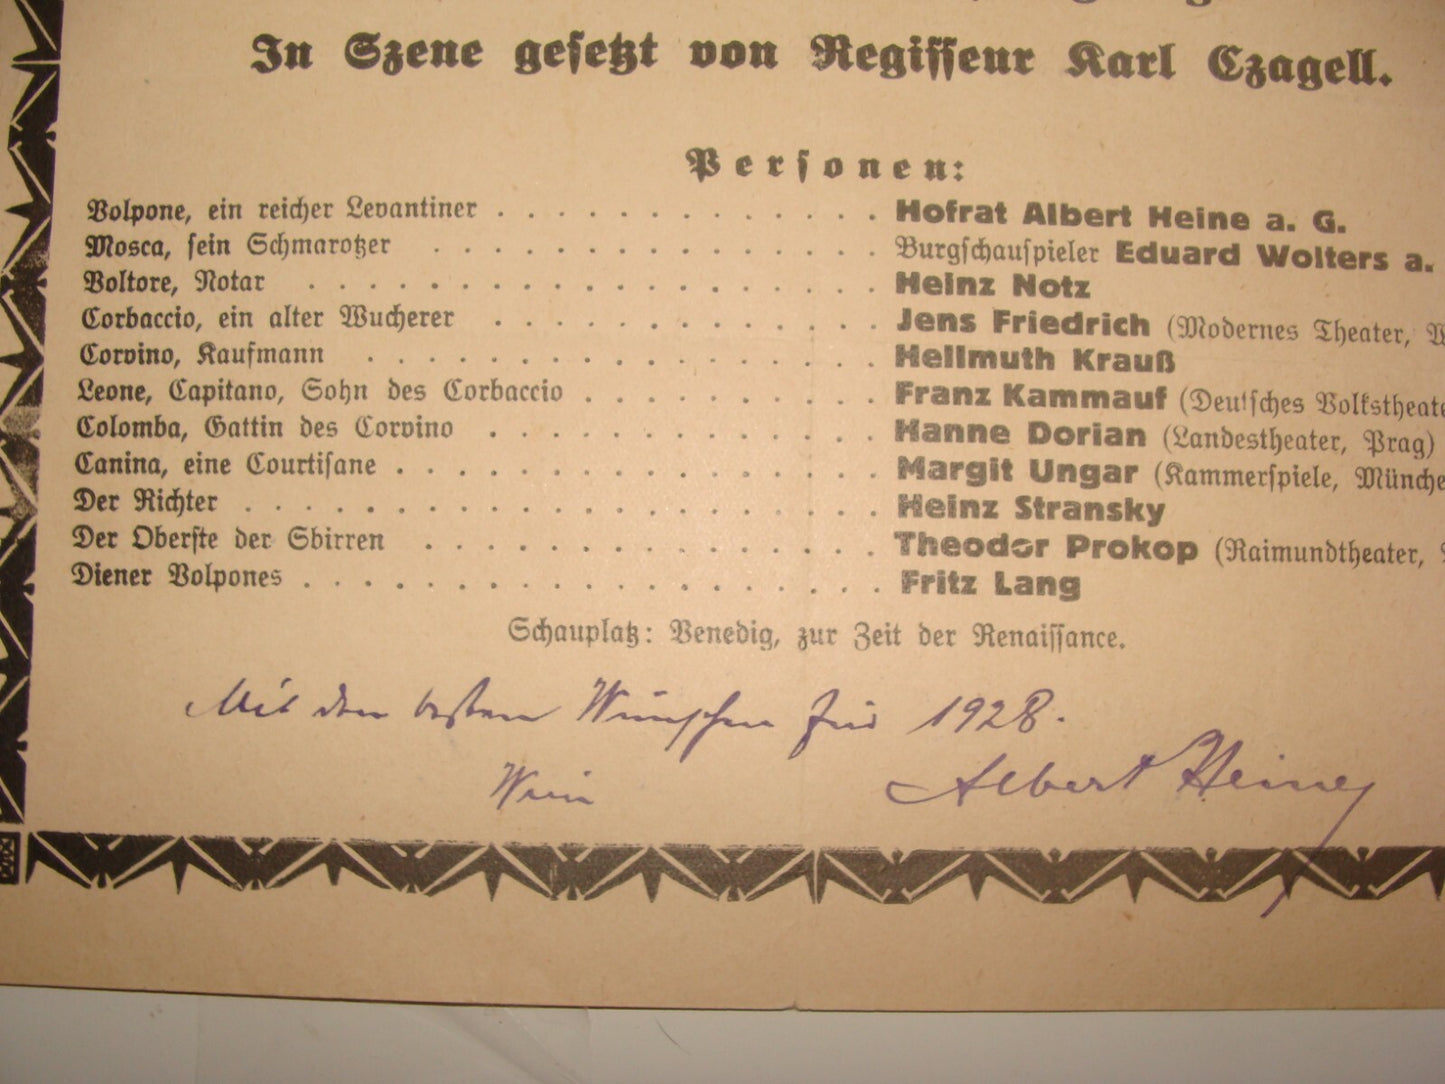 In Szene gesetzt von Regisseur Karl Czagell.
Personen:
Volpone, ein reicher Levantiner . . . . . . . . . . . . . Hofrat Albert Heine a. G.
Mosca, sein Schmarotzer . . . . . . . . . . . . . . . Burgschauspieler Eduard Wolters a.
Voltore, Notar . . . . . . . . . . . . . . . . . . . Heinz Notz
Corbaccio, ein alter Wucherer . . . . . . . . . . . . . Jens Friedrich (Modernes Theater, W
Corvino, Kaufmann . . . . . . . . . . . . . . . . . Hellmuth Krauß
Leone, Capitano, Sohn des Corbaccio . . . . . . . . . . Franz Kammauf (Deutsches Volkstheate
Colomba, Gattin des Corvino . . . . . . . . . . . . . Hanne Dorian (Landestheater, Prag)
Canina, eine Courtisane . . . . . . . . . . . . . . . . Margit Ungar (Kammerspiele, Münche
Der Richter . . . . . . . . . . . . . . . . . . . . . Heinz Stransky
Der Oberste der Sbirren . . . . . . . . . . . . . . . Theodor Prokop (Raimundtheater,
Diener Volpones . . . . . . . . . . . . . . . . . . . Fritz Lang
Schauplatz: Venedig, zur Zeit der Renaissance.
Mit den besten Wünschen für 1928.
Wien Albert Heine